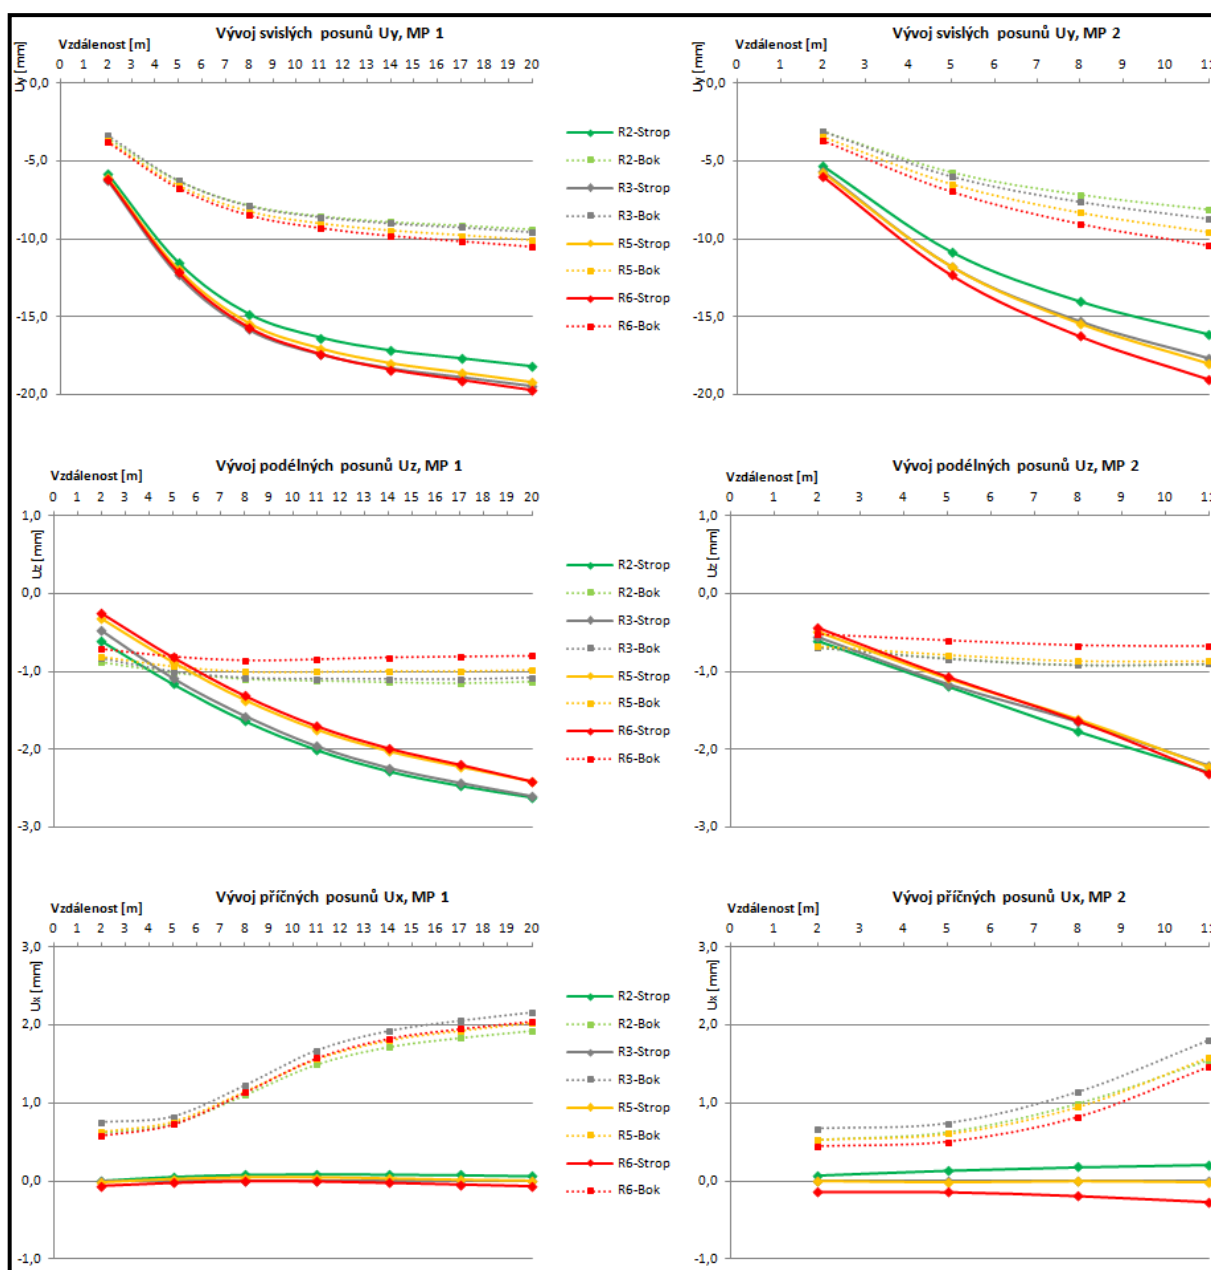 Vývoj svislých posunů Uy, MP 1
Vzdálenost [m]
0 1 2 3 4 5 6 7 8 9 10 11 12 13 14 15 16 17 18 19 20
Uy [mm]
0,0
-5,0
-10,0
-15,0
-20,0
R2-Strop
R2-Bok
R3-Strop
R3-Bok
R5-Strop
R5-Bok
R6-Strop
R6-Bok
Vývoj svislých posunů Uy, MP 2
Vzdálenost [m]
0 1 2 3 4 5 6 7 8 9 10 11
Uy [mm]
0,0
-5,0
-10,0
-15,0
-20,0
Vývoj podélných posunů Uz, MP 1
Vzdálenost [m]
0 1 2 3 4 5 6 7 8 9 10 11 12 13 14 15 16 17 18 19 20
Uz [mm]
1,0
0,0
-1,0
-2,0
-3,0
R2-Strop
R2-Bok
R3-Strop
R3-Bok
R5-Strop
R5-Bok
R6-Strop
R6-Bok
Vývoj podélných posunů Uz, MP 2
Vzdálenost [m]
0 1 2 3 4 5 6 7 8 9 10 11
Uz [mm]
1,0
0,0
-1,0
-2,0
-3,0
Vývoj příčných posunů Ux, MP 1
Vzdálenost [m]
0 1 2 3 4 5 6 7 8 9 10 11 12 13 14 15 16 17 18 19 20
Ux [mm]
3,0
2,0
1,0
0,0
-1,0
R2-Strop
R2-Bok
R3-Strop
R3-Bok
R5-Strop
R5-Bok
R6-Strop
R6-Bok
Vývoj příčných posunů Ux, MP 2
Vzdálenost [m]
0 1 2 3 4 5 6 7 8 9 10 11
Ux [mm]
3,0
2,0
1,0
0,0
-1,0